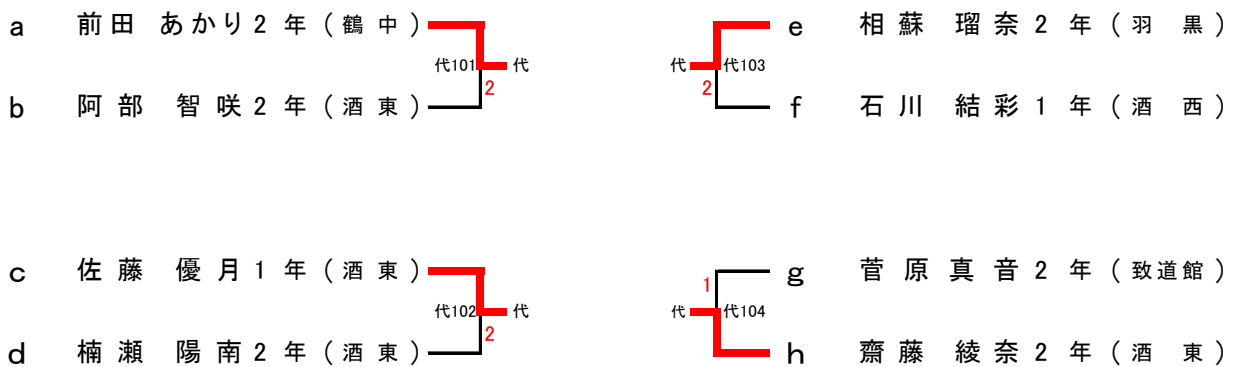 a 前田 あかり 2 年 (鶴 中)
代101 代
2
b 阿部 智咲 2 年 (酒 東)
e 相蘇 瑠奈 2 年 (羽 黒)
代 代103
2
f 石川 結彩 1 年 (酒 西)
c 佐藤 優月 1 年 (酒 東)
代102 代
2
d 楠瀬 陽南 2 年 (酒 東)
g 菅原 真音 2 年 (致道館)
1
代 代104
h 齋藤 綾奈 2 年 (酒 東)